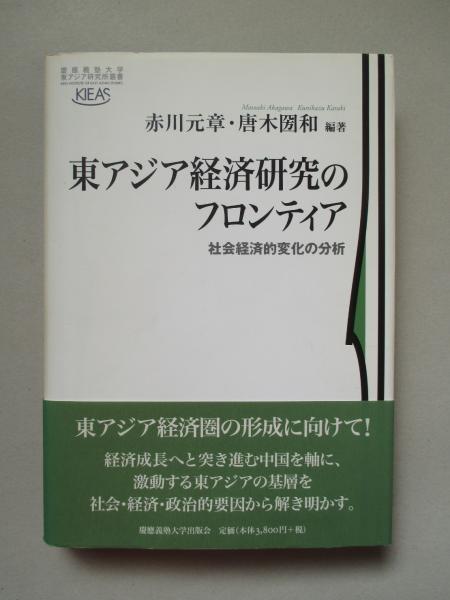 慶應義塾大学
東アジア研究所叢書
KEIO INSTITUTE OF EAST ASIAN STUDIES
KIEAS
Motoaki Akagawa Kunikazu Karaki
赤川元章・唐木圀和 編著
東アジア経済研究の
フロンティア
社会経済的変化の分析
東アジア経済圏の形成に向けて!
経済成長へと突き進む中国を軸に、
激動する東アジアの基層を
社会・経済・政治的要因から解き明かす。
慶應義塾大学出版会 定価(本体3,800円+税)